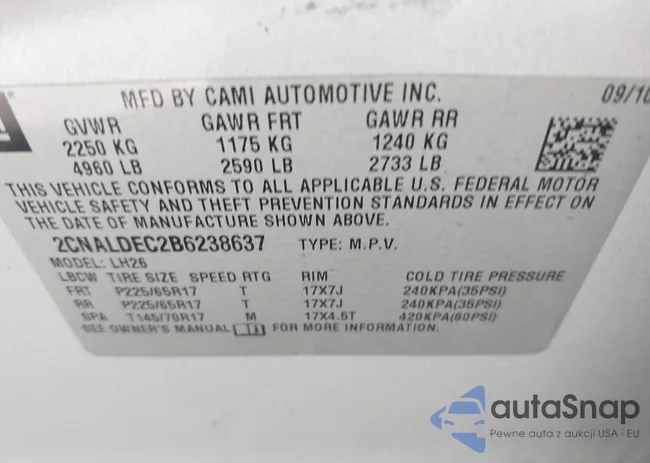 MFD BY CAMI AUTOMOTIVE INC. 09/10
GVWR GAWR FRT GAWR RR
2250 KG 1175 KG 1240 KG
4960 LB 2590 LB 2733 LB
THIS VEHICLE CONFORMS TO ALL APPLICABLE U.S. FEDERAL MOTOR
VEHICLE SAFETY AND THEFT PREVENTION STANDARDS IN EFFECT ON
THE DATE OF MANUFACTURE SHOWN ABOVE.
2CNALDEC2B6238637 TYPE: M.P.V.
MODEL: LH26
LBCW TIRE SIZE SPEED RTG RIM COLD TIRE PRESSURE
FRT P225/65R17 T 17X7J 240KPA(35PSI)
RR P225/65R17 T 17X7J 240KPA(35PSI)
SPA T145/70R17 M 17X4.5T 420KPA(60PSI)
SEE OWNER'S MANUAL FOR MORE INFORMATION.
autoSnap
Pewne auta z aukcji USA i EU